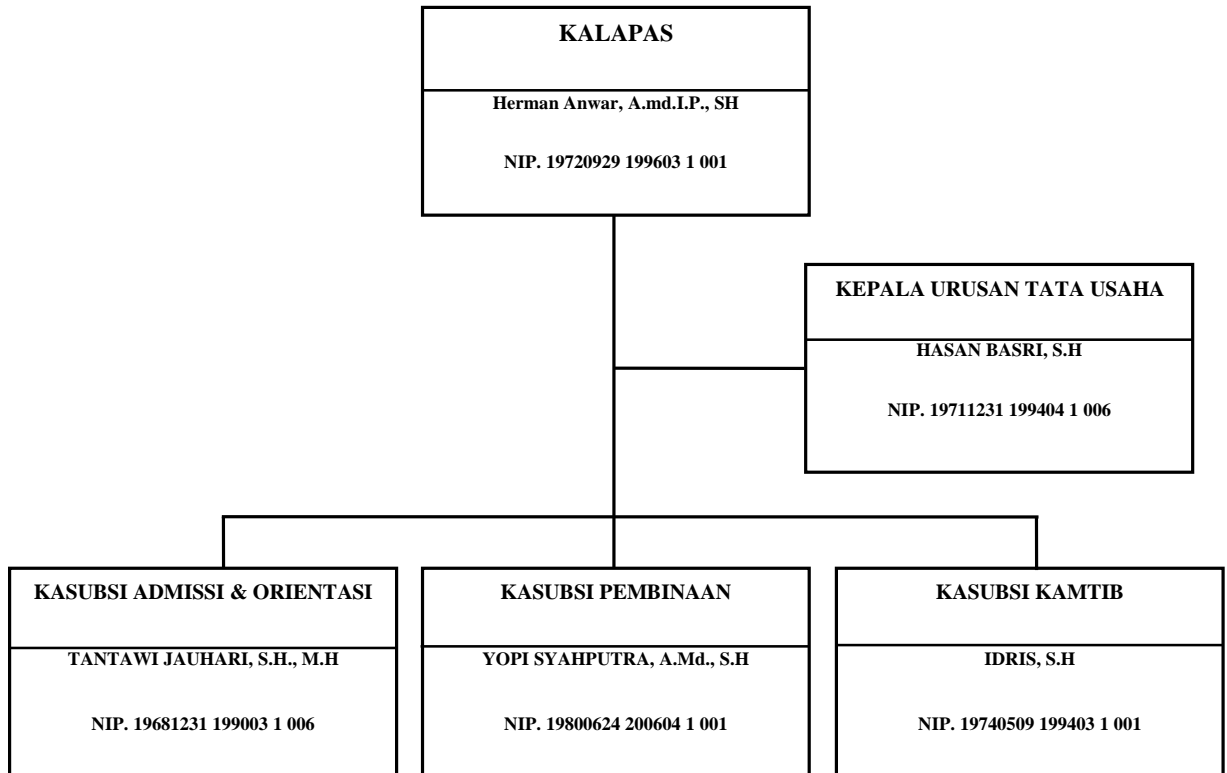 KALAPAS
Herman Anwar, A.md.I.P., SH
NIP. 19720929 199603 1 001
KEPALA URUSAN TATA USAHA
HASAN BASRI, S.H
NIP. 19711231 199404 1 006
KASUBSI ADMISSI & ORIENTASI
TANTAWI JAUHARI, S.H., M.H
NIP. 19681231 199003 1 006
KASUBSI PEMBINAAN
YOPI SYAHPUTRA, A.Md., S.H
NIP. 19800624 200604 1 001
KASUBSI KAMTIB
IDRIS, S.H
NIP. 19740509 199403 1 001